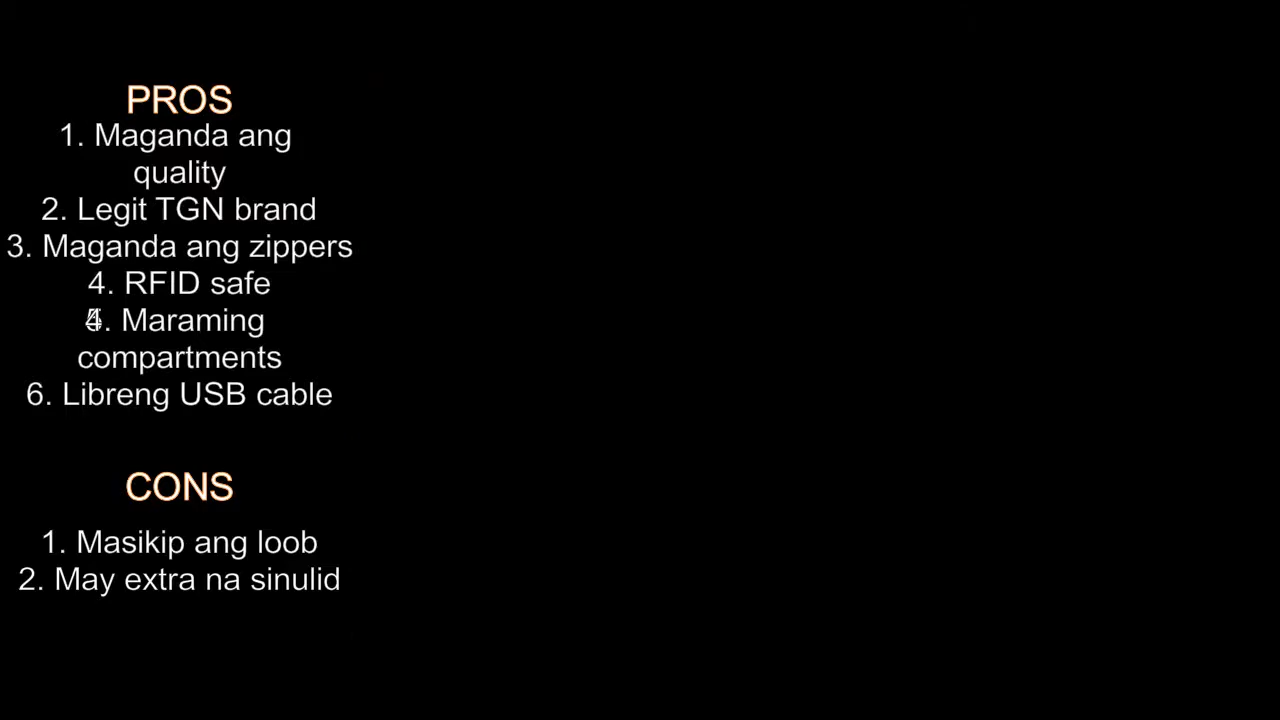 PROS
1. Maganda ang
quality
2. Legit TGN brand
3. Maganda ang zippers
4. RFID safe
5. Maraming
compartments
6. Libreng USB cable
CONS
1. Masikip ang loob
2. May extra na sinulid